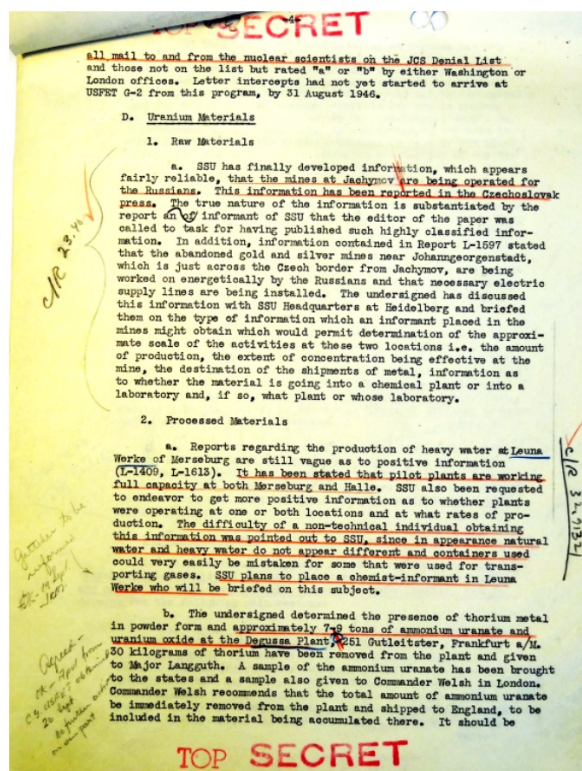 -4-
TOP SECRET
all mail to and from the nuclear scientists on the JCS Denial List
and those not on the list but rated "a" or "b" by either Washington or
London offices. Letter intercepts had not yet started to arrive at
USFET G-2 from this program, by 31 August 1946.
D. Uranium Materials
1. Raw Materials
a. SSU has finally developed information, which appears
fairly reliable, that the mines at Jachymov are being operated for
the Russians. This information has been reported in the Czechoslovak
press. The true nature of the information is substantiated by the
report an of informant of SSU that the editor of the paper was
called to task for having published such highly classified infor-
mation. In addition, information contained in Report L-1597 stated
that the abandoned gold and silver mines near Johanngeorgenstadt,
which is just across the Czech border from Jachymov, are being
worked on energetically by the Russians and that necessary electric
supply lines are being installed. The undersigned has discussed
this information with SSU Headquarters at Heidelberg and briefed
them on the type of information which an informant placed in the
mines might obtain which would permit determination of the approxi-
mate scale of the activities at these two locations i.e. the amount
of production, the extent of concentration being effective at the
mine, the destination of the shipments of metal, information as
to whether the material is going into a chemical plant or into a
laboratory and, if so, what plant or whose laboratory.
C/R 23.40
2. Processed Materials
a. Reports regarding the production of heavy water at Leuna
Werke of Merseburg are still vague as to positive information
(L-1409, L-1613). It has been stated that pilot plants are working
full capacity at both Merseburg and Halle. SSU also been requested
to endeavor to get more positive information as to whether plants
were operating at one or both locations and at what rates of pro-
duction. The difficulty of a non-technical individual obtaining
this information was pointed out to SSU, since in appearance natural
water and heavy water do not appear different and containers used
could very easily be mistaken for some that were used for trans-
porting gases. SSU plans to place a chemist-informant in Leuna
Werke who will be briefed on this subject.
C/R
to be
b. The undersigned determined the presence of thorium metal
in powder form and approximately 7-9 tons of ammonium uranate and
uranium oxide at the Degussa Plant, 251 Gutleitster, Frankfurt a/M.
30 kilograms of thorium have been removed from the plant and given
to Major Langguth. A sample of the ammonium uranate has been brought
to the states and a sample also given to Commander Welsh in London.
Commander Welsh recommends that the total amount of ammonium uranate
be immediately removed from the plant and shipped to England, to be
included in the material being accumulated there. It should be
from
on our part
TOP SECRET